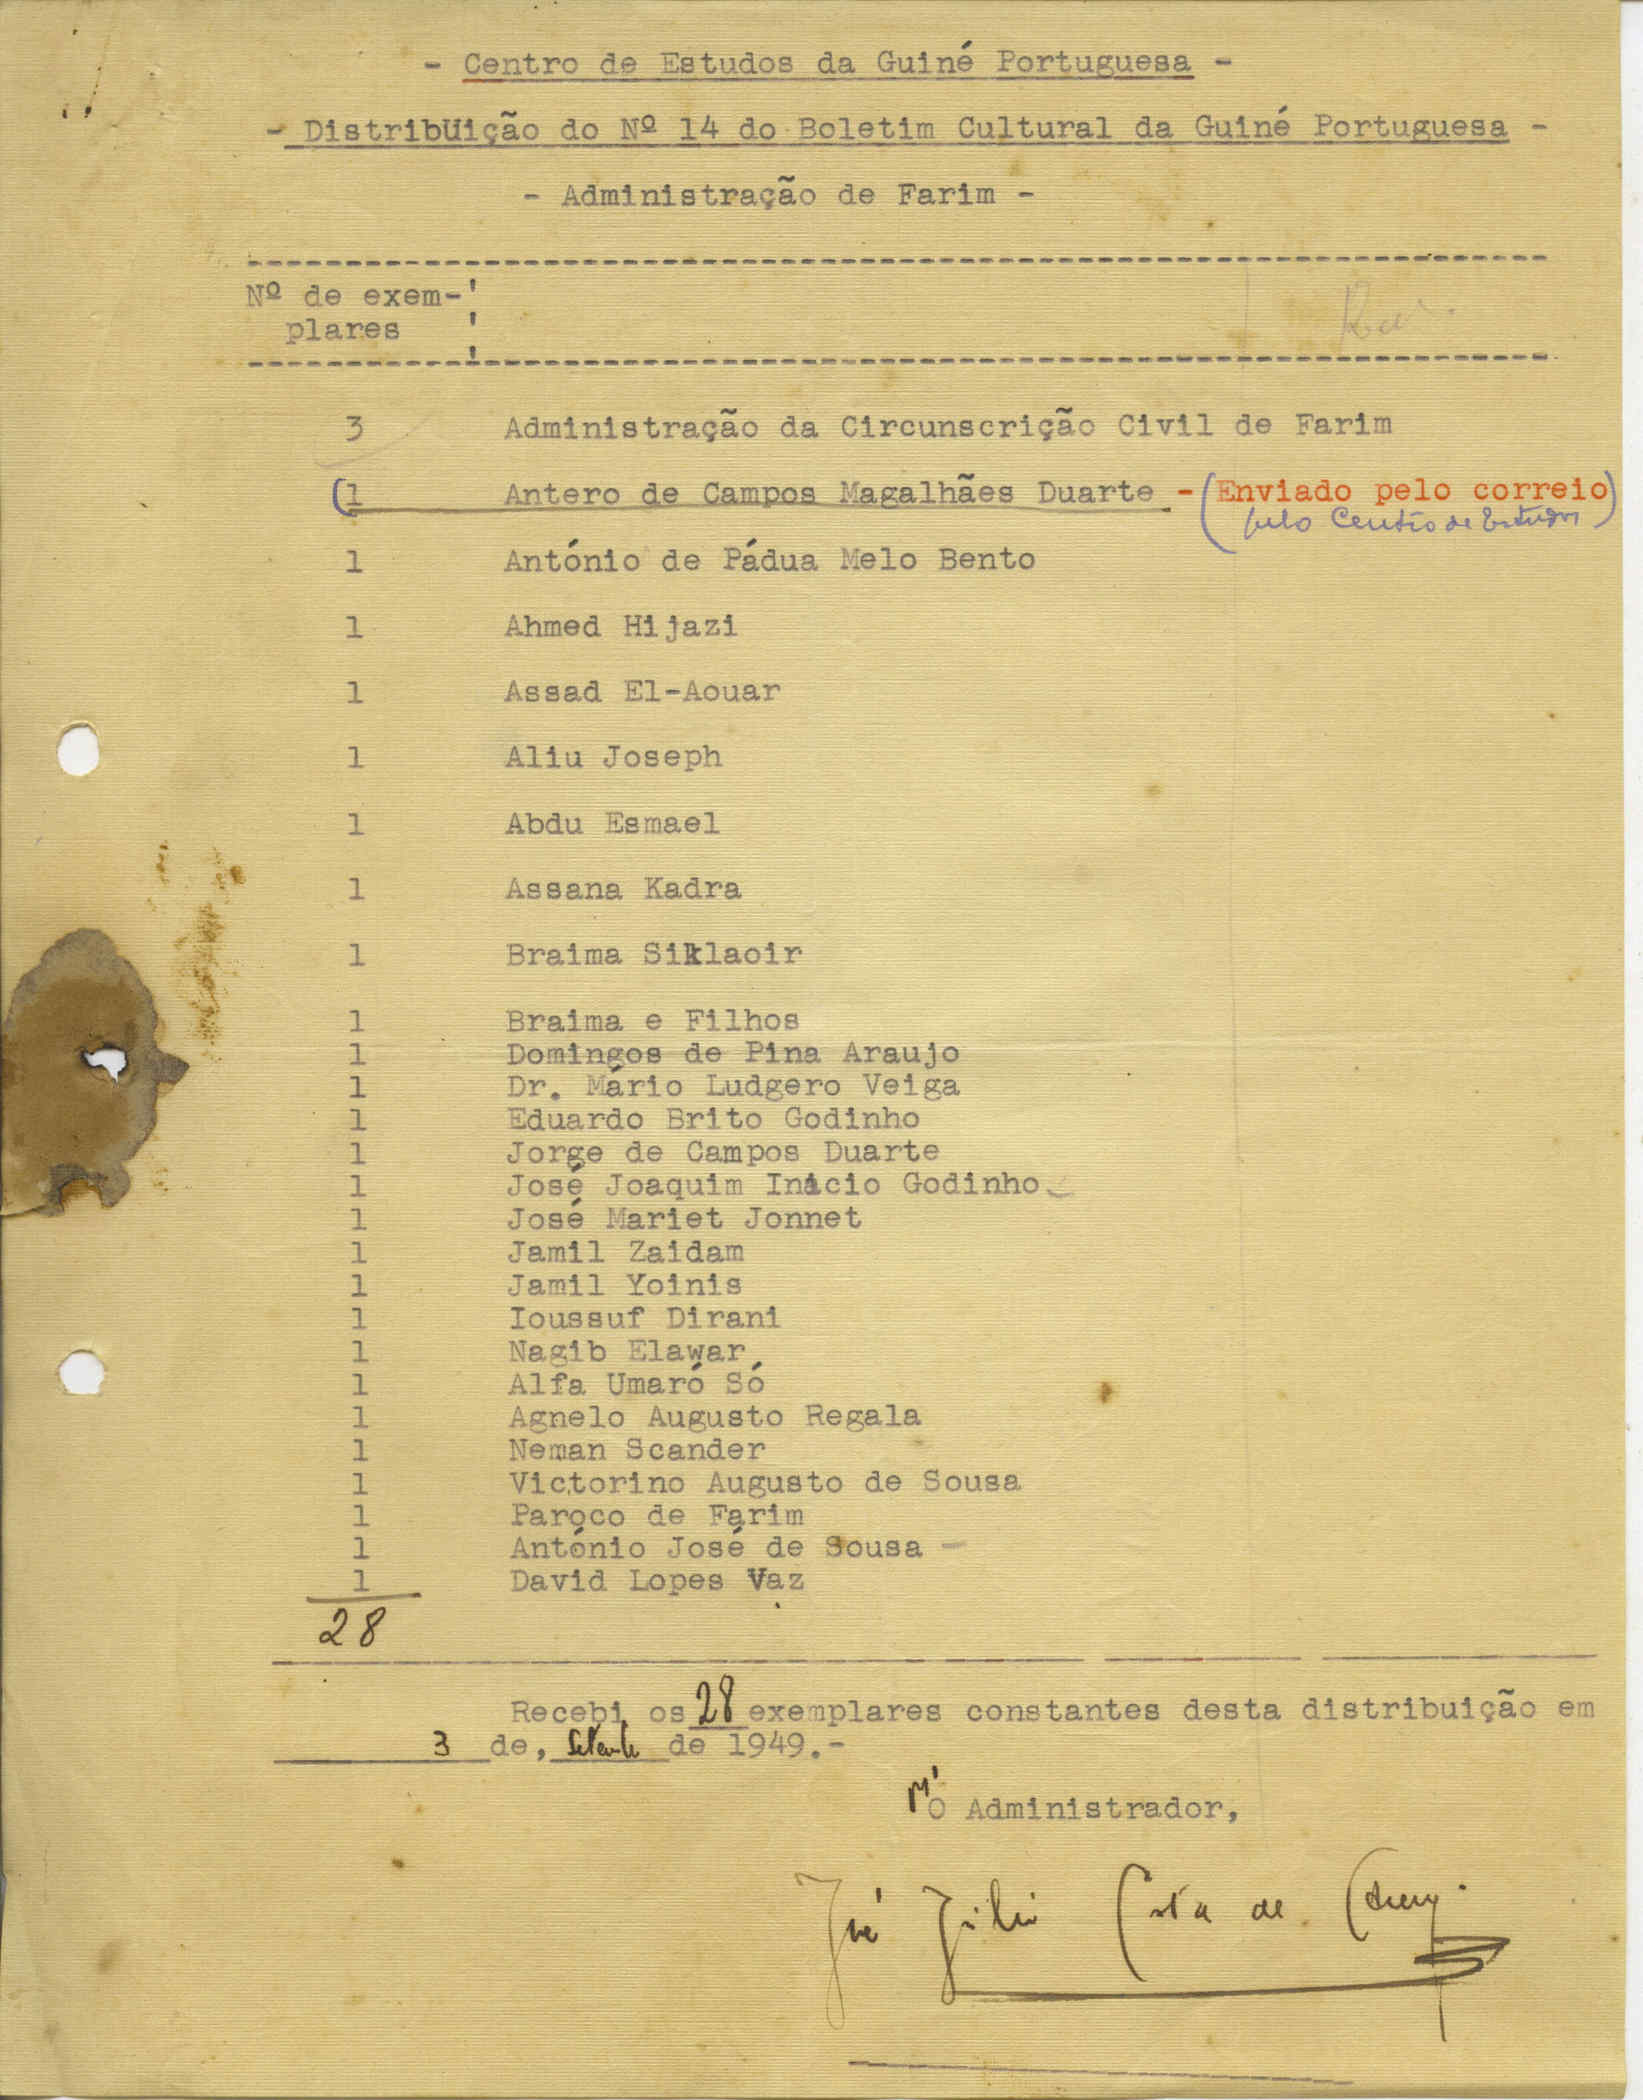 - Centro de Estudos da Guiné Portuguesa -
- DistribUição do Nº 14 do Boletim Cultural da Guiné Portuguesa -
- Administração de Farim -
Nº de exem-
plares
3 Administração da Circunscrição Civil de Farim
(1 Antero de Campos Magalhães Duarte - (Enviado pelo correio)
pelo Centro de Estudos
1 António de Pádua Melo Bento
1 Ahmed Hijazi
1 Assad El-Aouar
1 Aliu Joseph
1 Abdu Esmael
1 Assana Kadra
1 Braima Siklaoir
1 Braima e Filhos
1 Domingos de Pina Araujo
1 Dr. Mário Ludgero Veiga
1 Eduardo Brito Godinho
1 Jorge de Campos Duarte
1 José Joaquim Inácio Godinho
1 José Mariet Jonnet
1 Jamil Zaidam
1 Jamil Yoinis
1 Ioussuf Dirani
1 Nagib Elawar
1 Alfa Umaró Só
1 Agnelo Augusto Regala
1 Neman Scander
1 Victorino Augusto de Sousa
1 Paroco de Farim
1 António José de Sousa -
1 David Lopes Vaz
28
Recebi os 28 exemplares constantes desta distribuição em
3 de, Setembro de 1949.-
O Administrador,
José Júlio Costa de